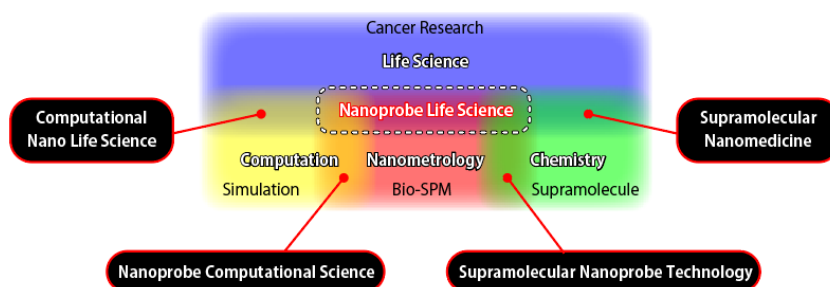 Cancer Research
Life Science
Nanoprobe Life Science
Computational
Nano Life Science
Supramolecular
Nanomedicine
Computation
Nanometrology
Chemistry
Simulation
Bio-SPM
Supramolecule
Nanoprobe Computational Science
Supramolecular Nanoprobe Technology